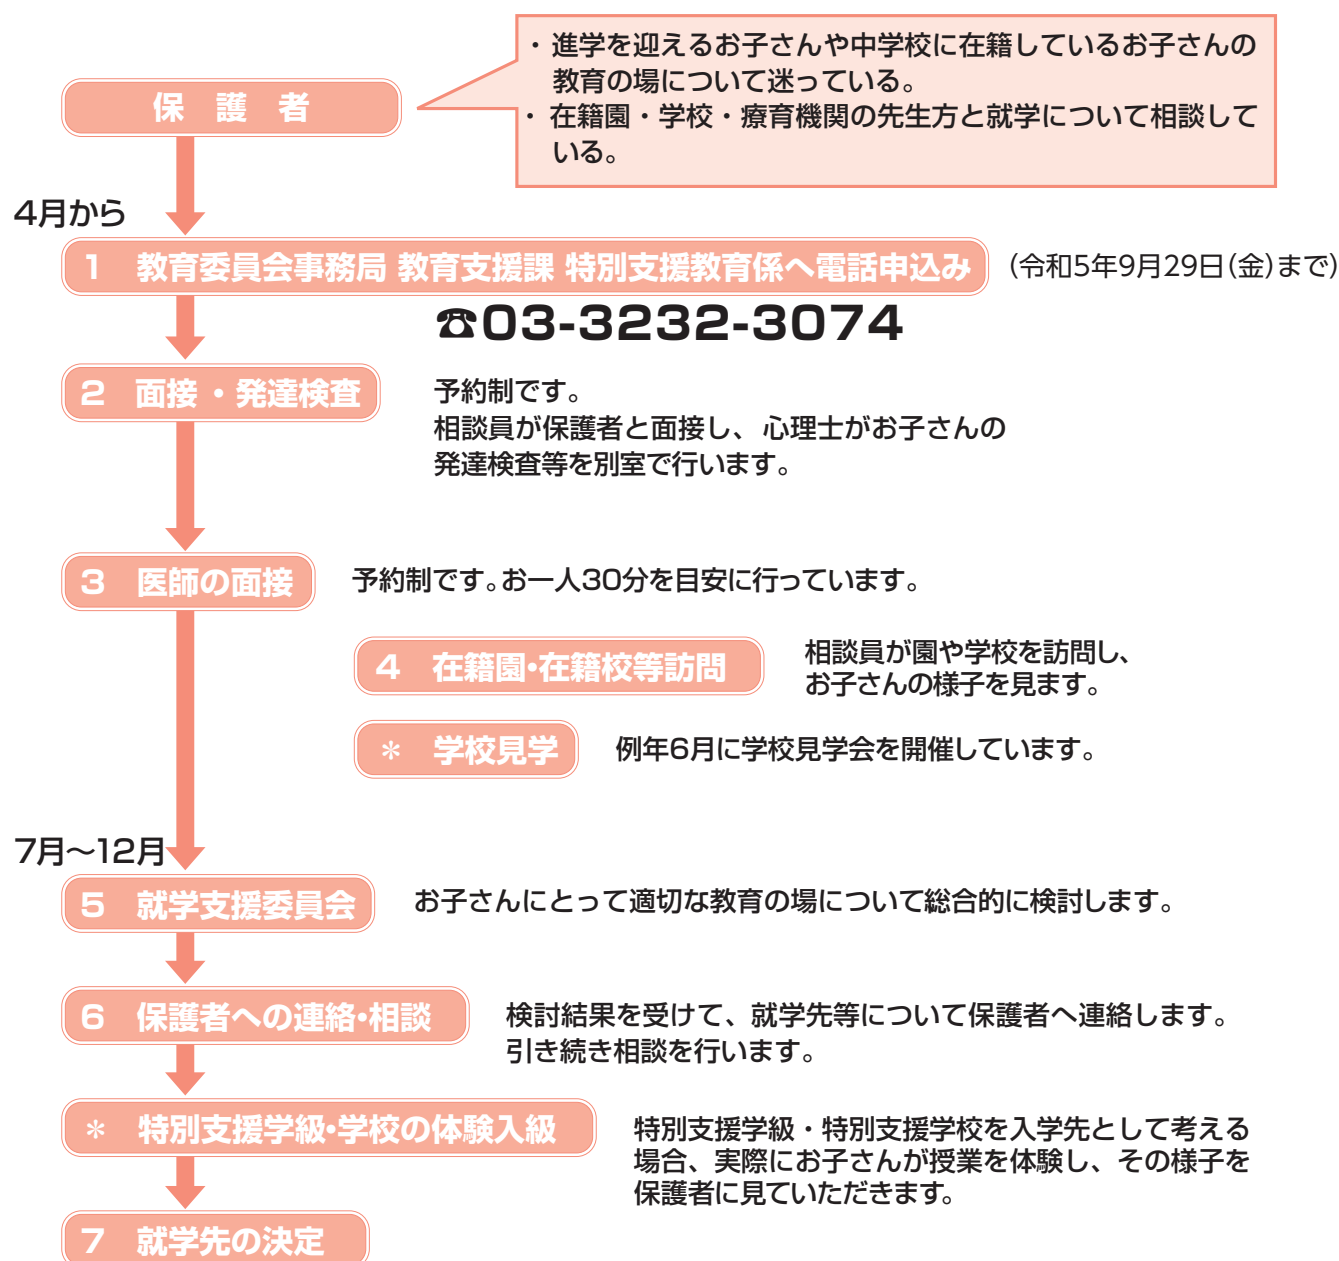 ・進学を迎えるお子さんや中学校に在籍しているお子さんの
教育の場について迷っている。
・在籍園・学校・療育機関の先生方と就学について相談して
いる。
保護者
4月から
1 教育委員会事務局 教育支援課 特別支援教育係へ電話申込み (令和5年9月29日(金)まで)
☎03-3232-3074
2 面接・発達検査
予約制です。
相談員が保護者と面接し、心理士がお子さんの
発達検査等を別室で行います。
3 医師の面接 予約制です。お一人30分を目安に行っています。
4 在籍園・在籍校等訪問
相談員が園や学校を訪問し、
お子さんの様子を見ます。
＊ 学校見学 例年6月に学校見学会を開催しています。
7月～12月
5 就学支援委員会 お子さんにとって適切な教育の場について総合的に検討します。
6 保護者への連絡・相談
検討結果を受けて、就学先等について保護者へ連絡します。
引き続き相談を行います。
＊ 特別支援学級・学校の体験入級
特別支援学級・特別支援学校を入学先として考える
場合、実際にお子さんが授業を体験し、その様子を
保護者に見ていただきます。
7 就学先の決定